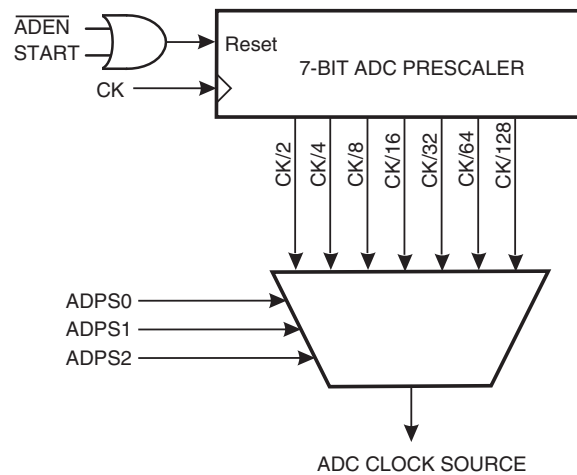 ADEN
START
Reset
7-BIT ADC PRESCALER
CK
CK/2
CK/4
CK/8
CK/16
CK/32
CK/64
CK/128
ADPS0
ADPS1
ADPS2
ADC CLOCK SOURCE